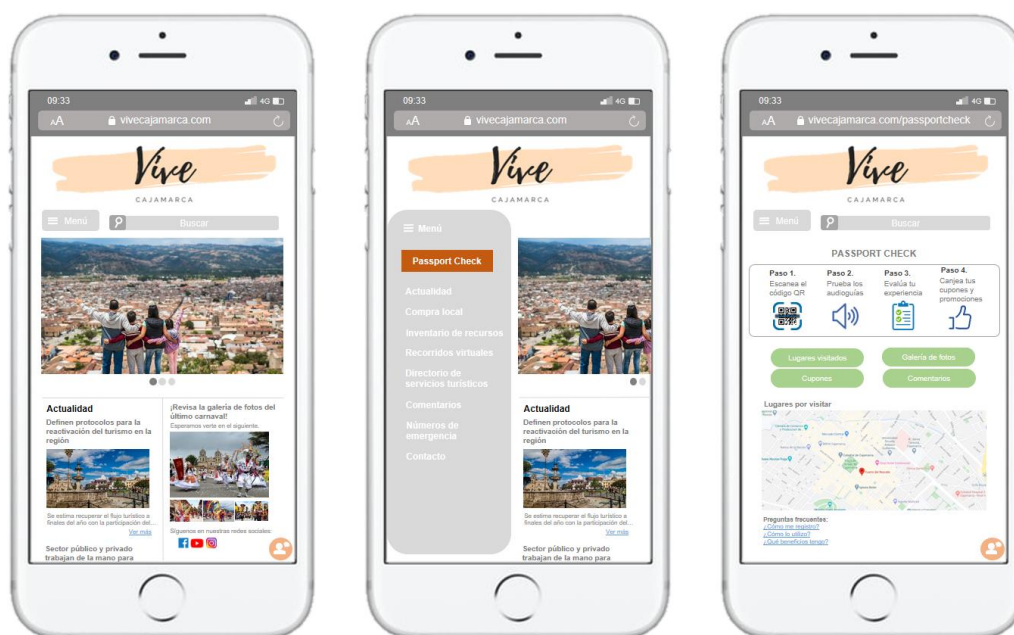 09:33
4G
AA
vivecajamarca.com
Vive
CAJAMARCA
Menú
Buscar
Actualidad
Definen protocolos para la
reactivación del turismo en la
región
Se estima recuperar el flujo turístico a
finales del año con la participación del...
Ver más
Sector público y privado
trabajan de la mano para
¡Revisa la galería de fotos del
último carnaval!
Esperamos verte en el siguiente.
Síguenos en nuestras redes sociales:
09:33
4G
AA
vivecajamarca.com
Vive
CAJAMARCA
Menú
Passport Check
Actualidad
Compra local
Inventario de recursos
Recorridos virtuales
Directorio de
servicios turísticos
Comentarios
Números de
emergencia
Contacto
Actualidad
Definen protocolos para la
reactivación del turismo en la
región
Se estima recuperar el flujo turístico a
finales del año con la participación del...
Ver más
Sector público y privado
trabajan de la mano para
09:33
4G
AA
vivecajamarca.com/passportcheck
Vive
CAJAMARCA
Menú
Buscar
PASSPORT CHECK
Paso 1.
Escanea el
código QR
Paso 2.
Prueba los
audioguías
Paso 3.
Evalúa tu
experiencia
Paso 4.
Canjea tus
cupones y
promociones
Lugares visitados
Galería de fotos
Cupones
Comentarios
Lugares por visitar
Preguntas frecuentes:
¿Cómo me registro?
¿Cómo lo utilizo?
¿Qué beneficios tengo?